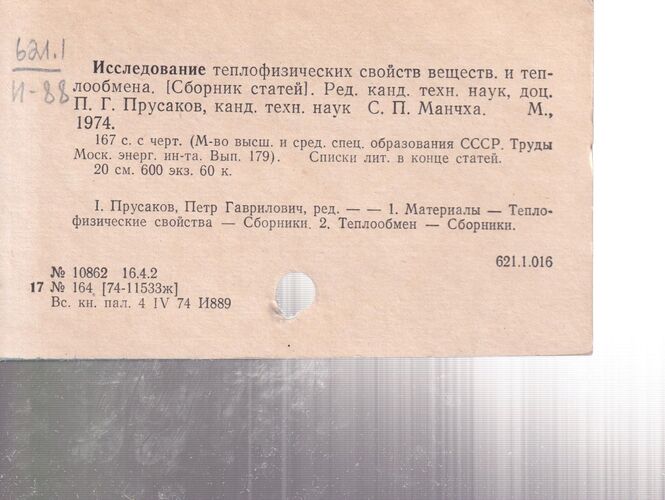 621.1
И-88
Исследование теплофизических свойств веществ. и теп-
лообмена. [Сборник статей]. Ред. канд. техн. наук, доц.
П. Г. Прусаков, канд. техн. наук С. П. Манчха. М.,
1974.
167 с. с черт. (М-во высш. и сред. спец. образования СССР. Труды
Моск. энерг. ин-та. Вып. 179). Списки лит. в конце статей.
20 см. 600 экз. 60 к.
I. Прусаков, Петр Гаврилович, ред. — — 1. Материалы — Тепло-
физические свойства — Сборники. 2. Теплообмен — Сборники.
621.1.016
№ 10862 16.4.2
17 № 164 [74-11533ж]
Вс. кн. пал. 4 IV 74 И889